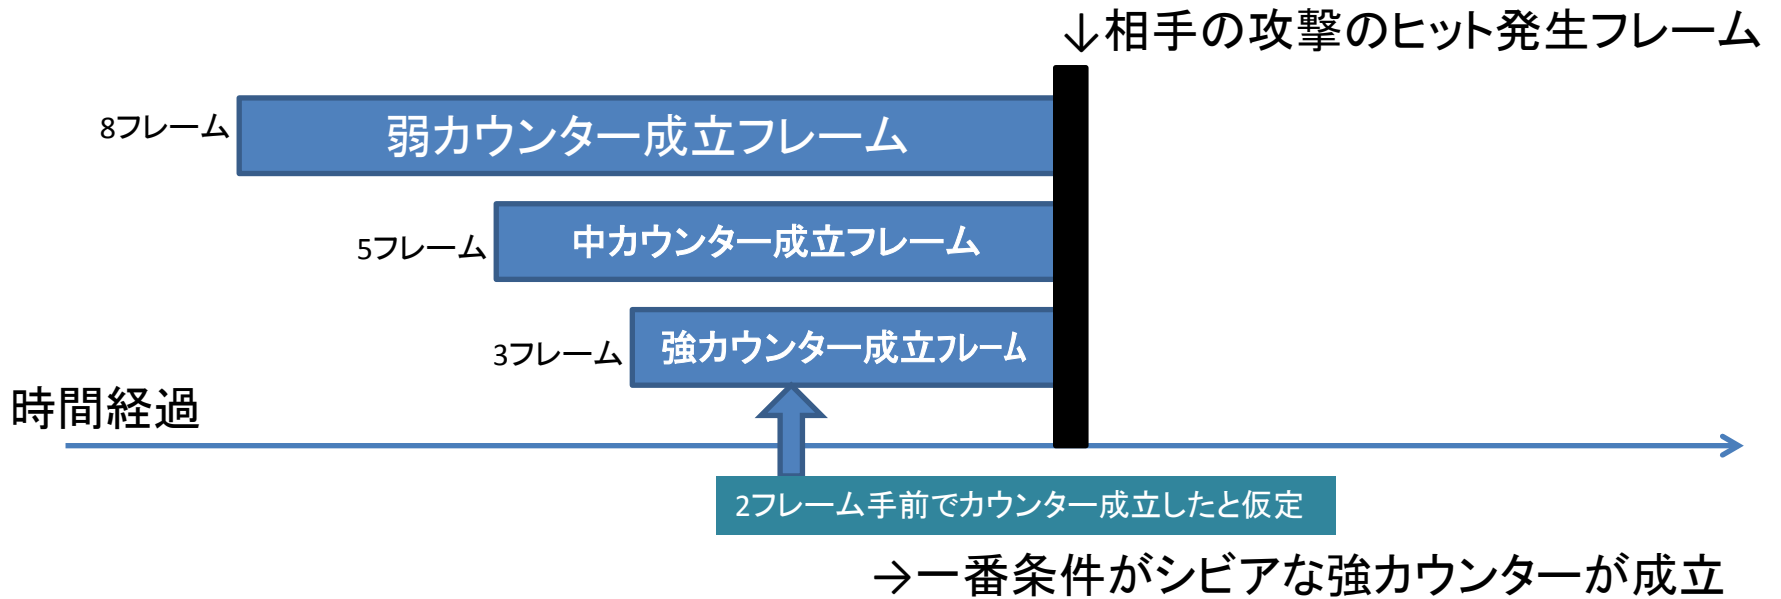 ↓相手の攻撃のヒット発生フレーム
8フレーム
弱カウンター成立フレーム
5フレーム
中カウンター成立フレーム
3フレーム
強カウンター成立フレーム
時間経過
2フレーム手前でカウンター成立したと仮定
→一番条件がシビアな強カウンターが成立